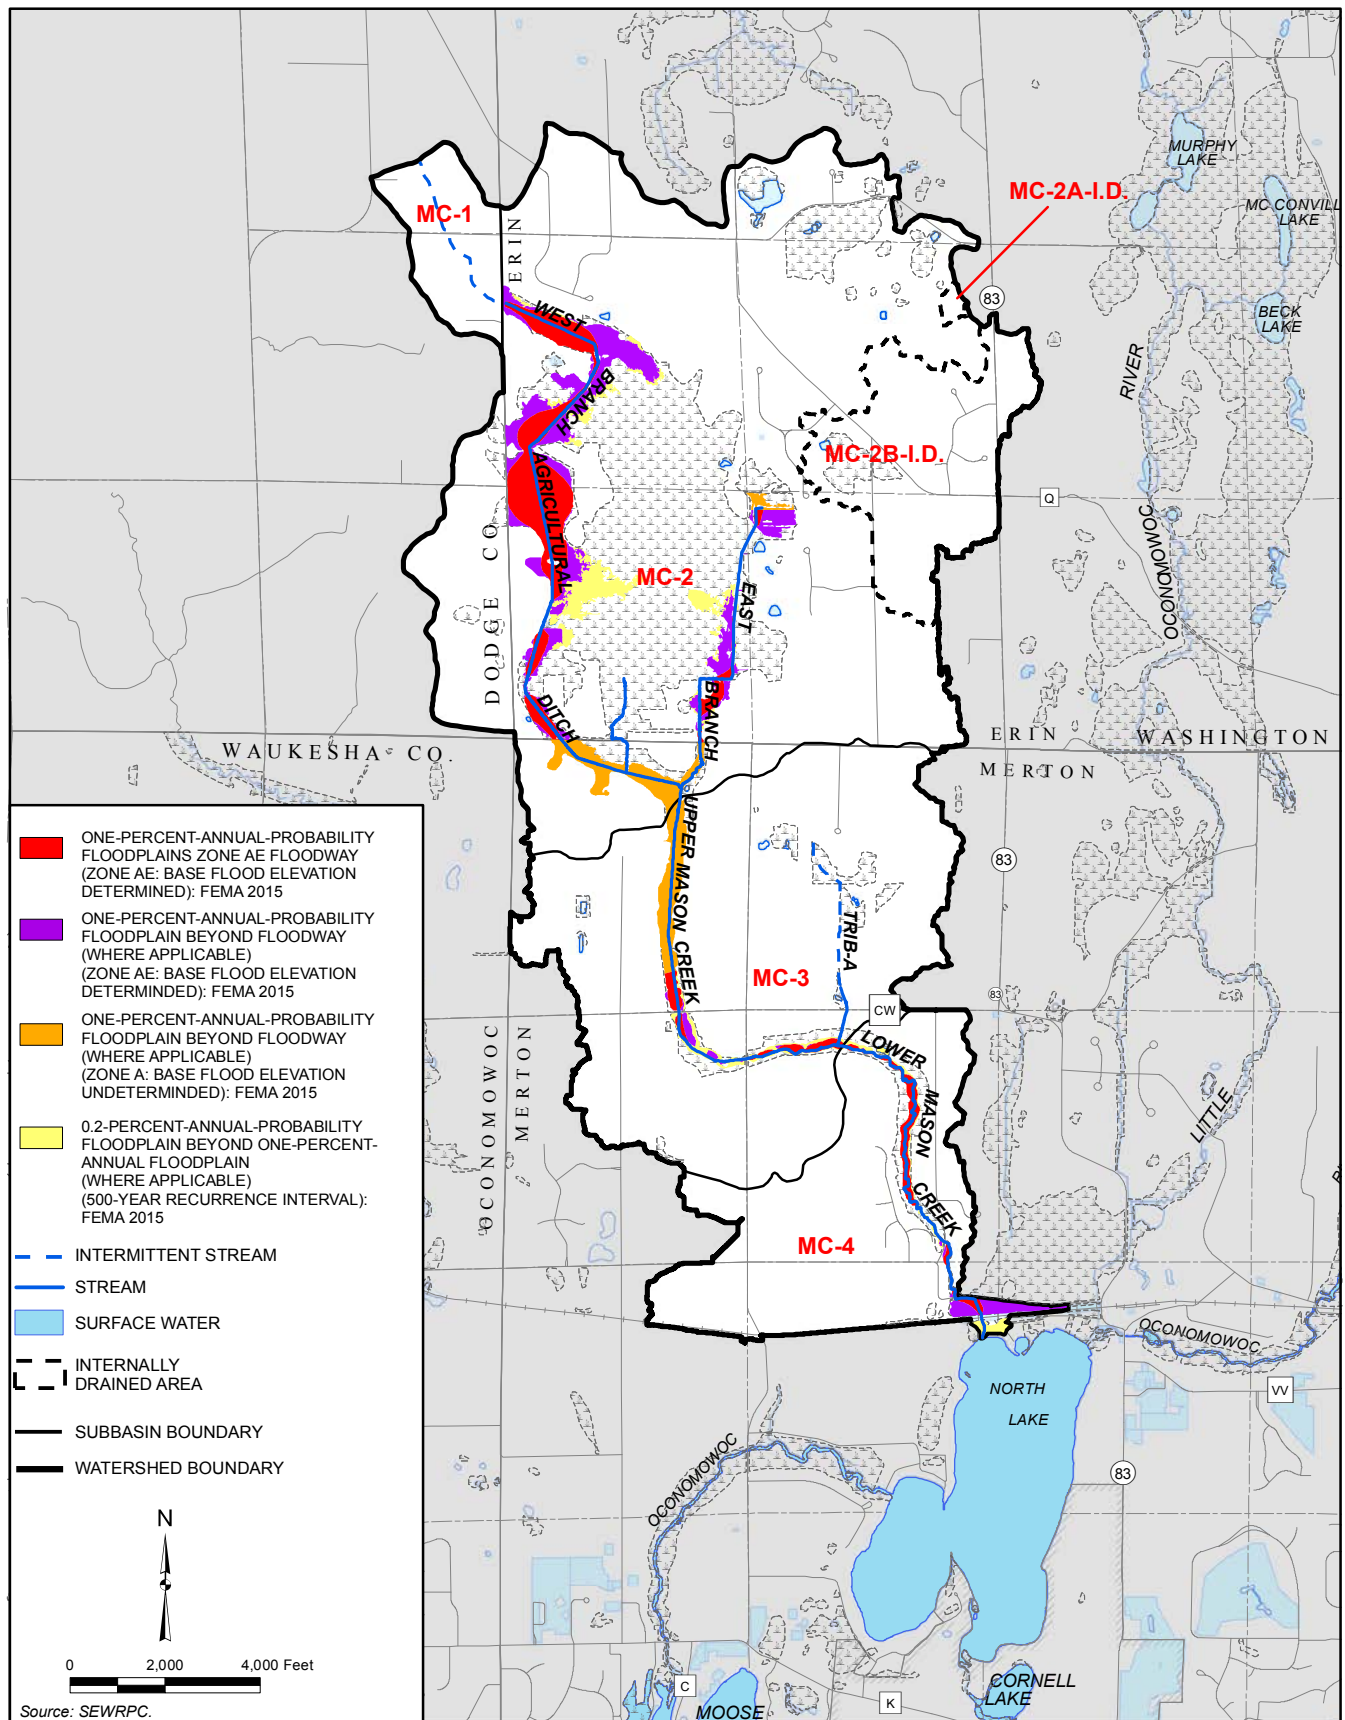 MURPHY
LAKE
MC-2A-I.D.
MC CONVILL
LAKE
MC-1
ERIN
83
WEST
BECK
LAKE
RIVER
BRANCH
MC-2B-I.D.
AGRICULTURAL
Q
DODGE CO.
OCONOMOWOC
MC-2
EAST
BRANCH
DITCH
WAUKESHA CO.
ERIN
WASHINGTON
MERTON
UPPER MASON CREEK
83
TRIB-A
MC-3
83
CW
LOWER
OCONOMOWOC
MERTON
MASON
LITTLE
CREEK
MC-4
OCONOMOWOC
NORTH
LAKE
VV
OCONOMOWOC
83
CORNELL
LAKE
C
K
MOOSE
ONE-PERCENT-ANNUAL-PROBABILITY
FLOODPLAINS ZONE AE FLOODWAY
(ZONE AE: BASE FLOOD ELEVATION
DETERMINED): FEMA 2015
ONE-PERCENT-ANNUAL-PROBABILITY
FLOODPLAIN BEYOND FLOODWAY
(WHERE APPLICABLE)
(ZONE AE: BASE FLOOD ELEVATION
DETERMINDED): FEMA 2015
ONE-PERCENT-ANNUAL-PROBABILITY
FLOODPLAIN BEYOND FLOODWAY
(WHERE APPLICABLE)
(ZONE A: BASE FLOOD ELEVATION
UNDETERMINDED): FEMA 2015
0.2-PERCENT-ANNUAL-PROBABILITY
FLOODPLAIN BEYOND ONE-PERCENT-
ANNUAL FLOODPLAIN
(WHERE APPLICABLE)
(500-YEAR RECURRENCE INTERVAL):
FEMA 2015
INTERMITTENT STREAM
STREAM
SURFACE WATER
INTERNALLY
DRAINED AREA
SUBBASIN BOUNDARY
WATERSHED BOUNDARY
N
0 2,000 4,000 Feet
Source: SEWRPC.